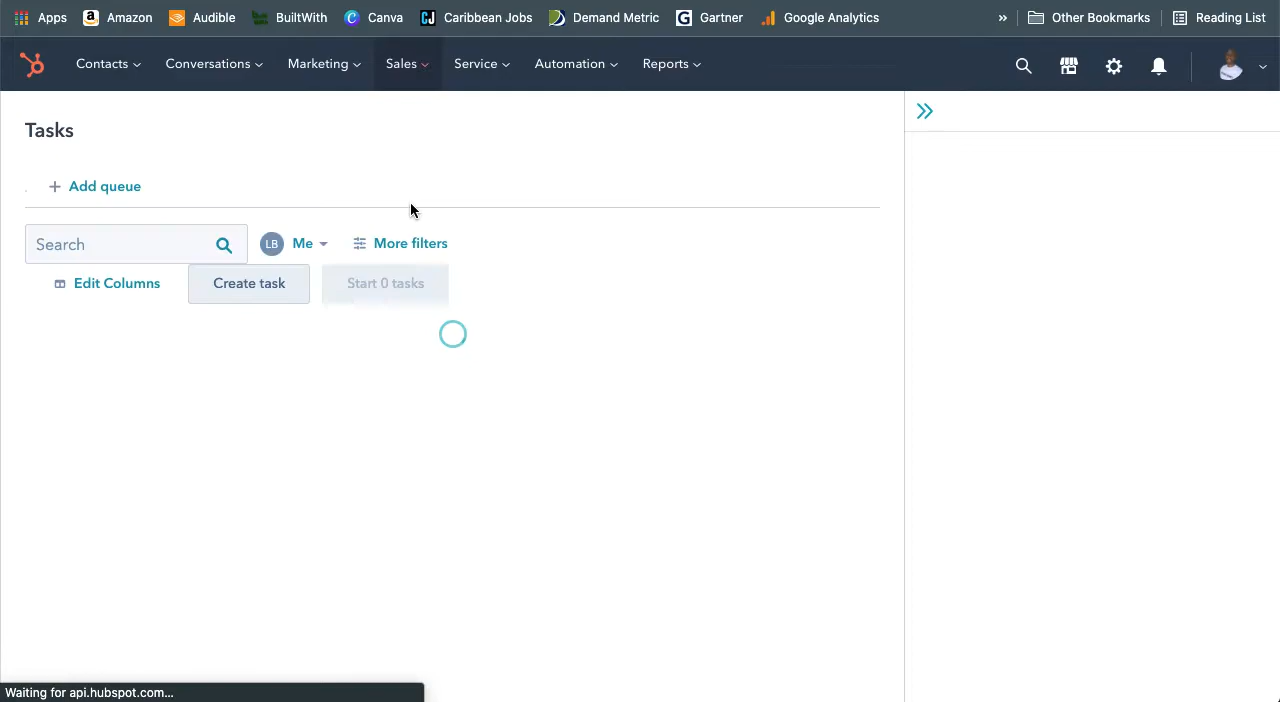 Apps Amazon Audible BuiltWith Canva CJ Caribbean Jobs Demand Metric G Gartner Google Analytics » Other Bookmarks Reading List
Contacts Conversations Marketing Sales Service Automation Reports
Tasks
+ Add queue
Search LB Me More filters
Edit Columns Create task Start 0 tasks
Waiting for api.hubspot.com...